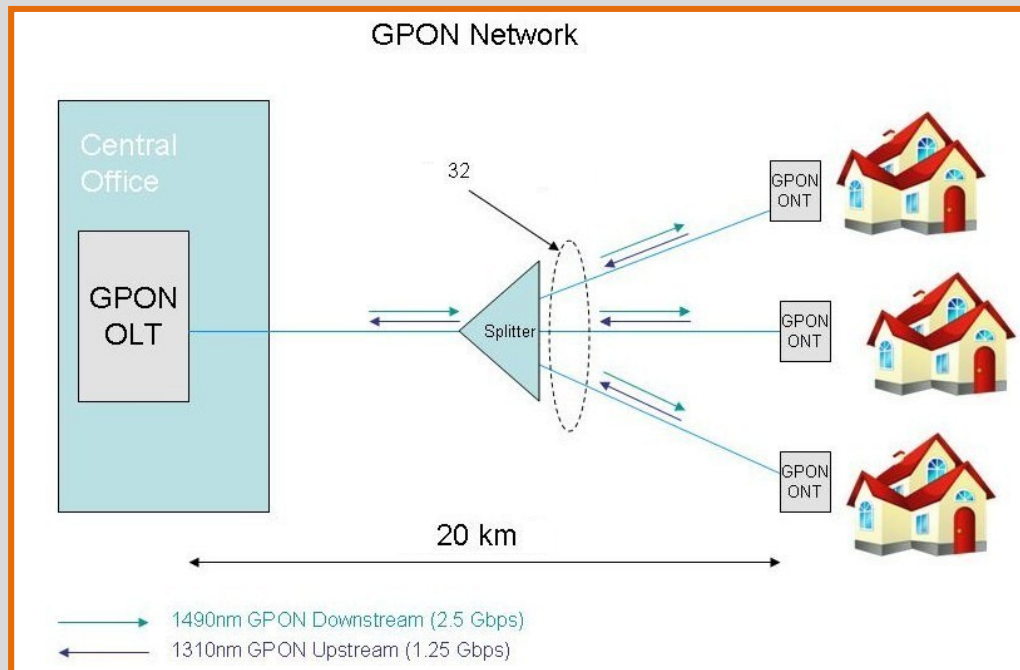 GPON Network
Central
Office
GPON
OLT
32
Splitter
GPON
ONT
GPON
ONT
GPON
ONT
20 km
1490nm GPON Downstream (2.5 Gbps)
1310nm GPON Upstream (1.25 Gbps)